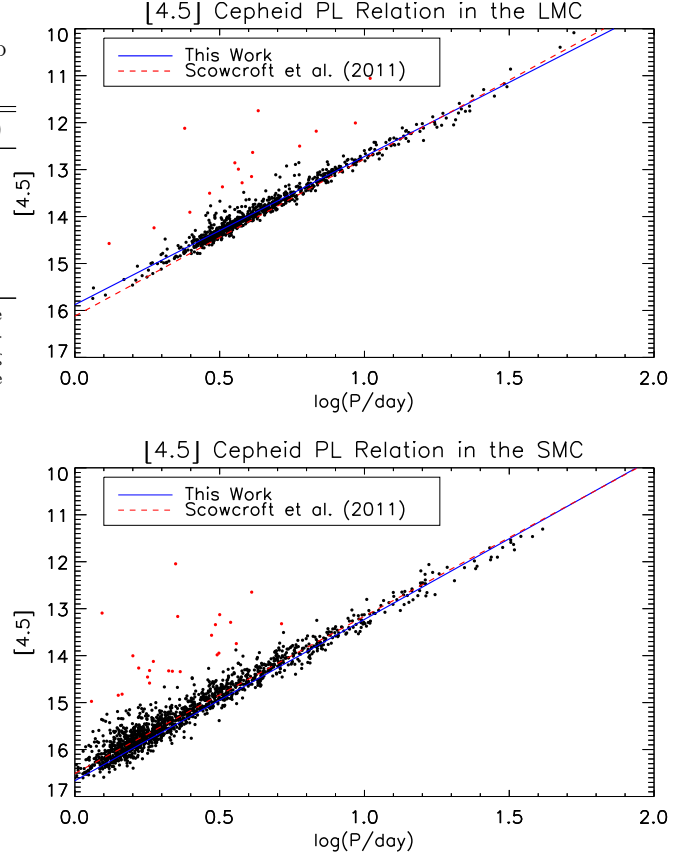 [4.5] Cepheid PL Relation in the LMC
This Work
Scowcroft et al. (2011)
10
11
12
13
14
15
16
17
[4.5]
0.0 0.5 1.0 1.5 2.0
log(P/day)
[4.5] Cepheid PL Relation in the SMC
This Work
Scowcroft et al. (2011)
10
11
12
13
14
15
16
17
[4.5]
0.0 0.5 1.0 1.5 2.0
log(P/day)